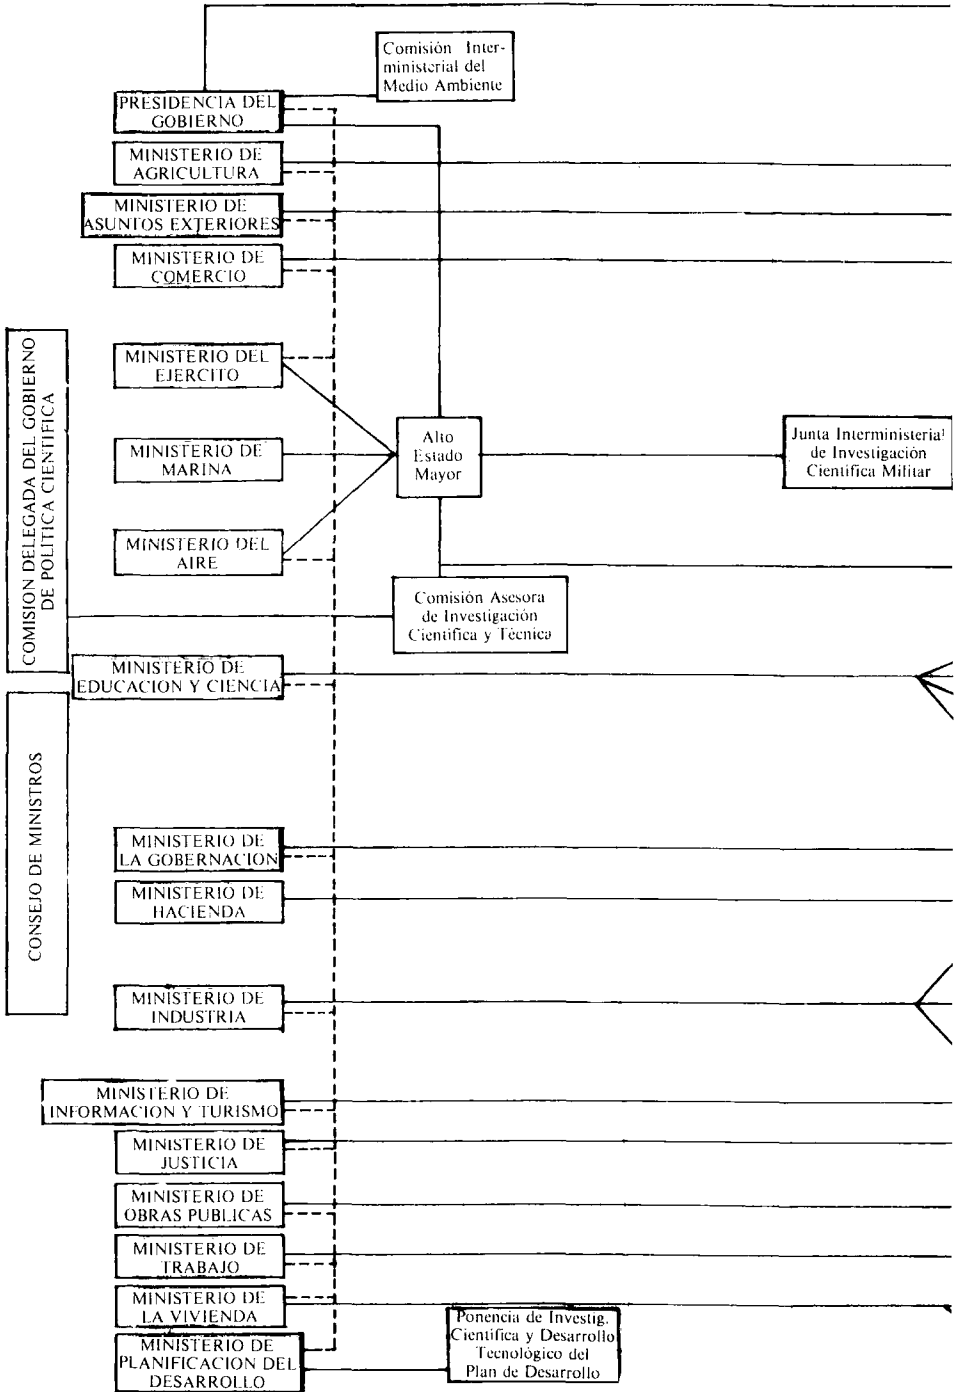 Comisión Inter-
ministerial del
Medio Ambiente
PRESIDENCIA DEL
GOBIERNO
MINISTERIO DE
AGRICULTURA
MINISTERIO DE
ASUNTOS EXTERIORES
MINISTERIO DE
COMERCIO
COMISION DELEGADA DEL GOBIERNO
DE POLITICA CIENTIFICA
MINISTERIO DEL
EJERCITO
MINISTERIO DE
MARINA
MINISTERIO DEL
AIRE
Alto
Estado
Mayor
Junta Interministerial
de Investigación
Científica Militar
Comisión Asesora
de Investigación
Científica y Técnica
MINISTERIO DE
EDUCACION Y CIENCIA
CONSEJO DE MINISTROS
MINISTERIO DE
LA GOBERNACION
MINISTERIO DE
HACIENDA
MINISTERIO DE
INDUSTRIA
MINISTERIO DE
INFORMACION Y TURISMO
MINISTERIO DE
JUSTICIA
MINISTERIO DE
OBRAS PUBLICAS
MINISTERIO DE
TRABAJO
MINISTERIO DE
LA VIVIENDA
MINISTERIO DE
PLANIFICACION DEL
DESARROLLO
Ponencia de Investig.
Científica y Desarrollo
Tecnológico del
Plan de Desarrollo